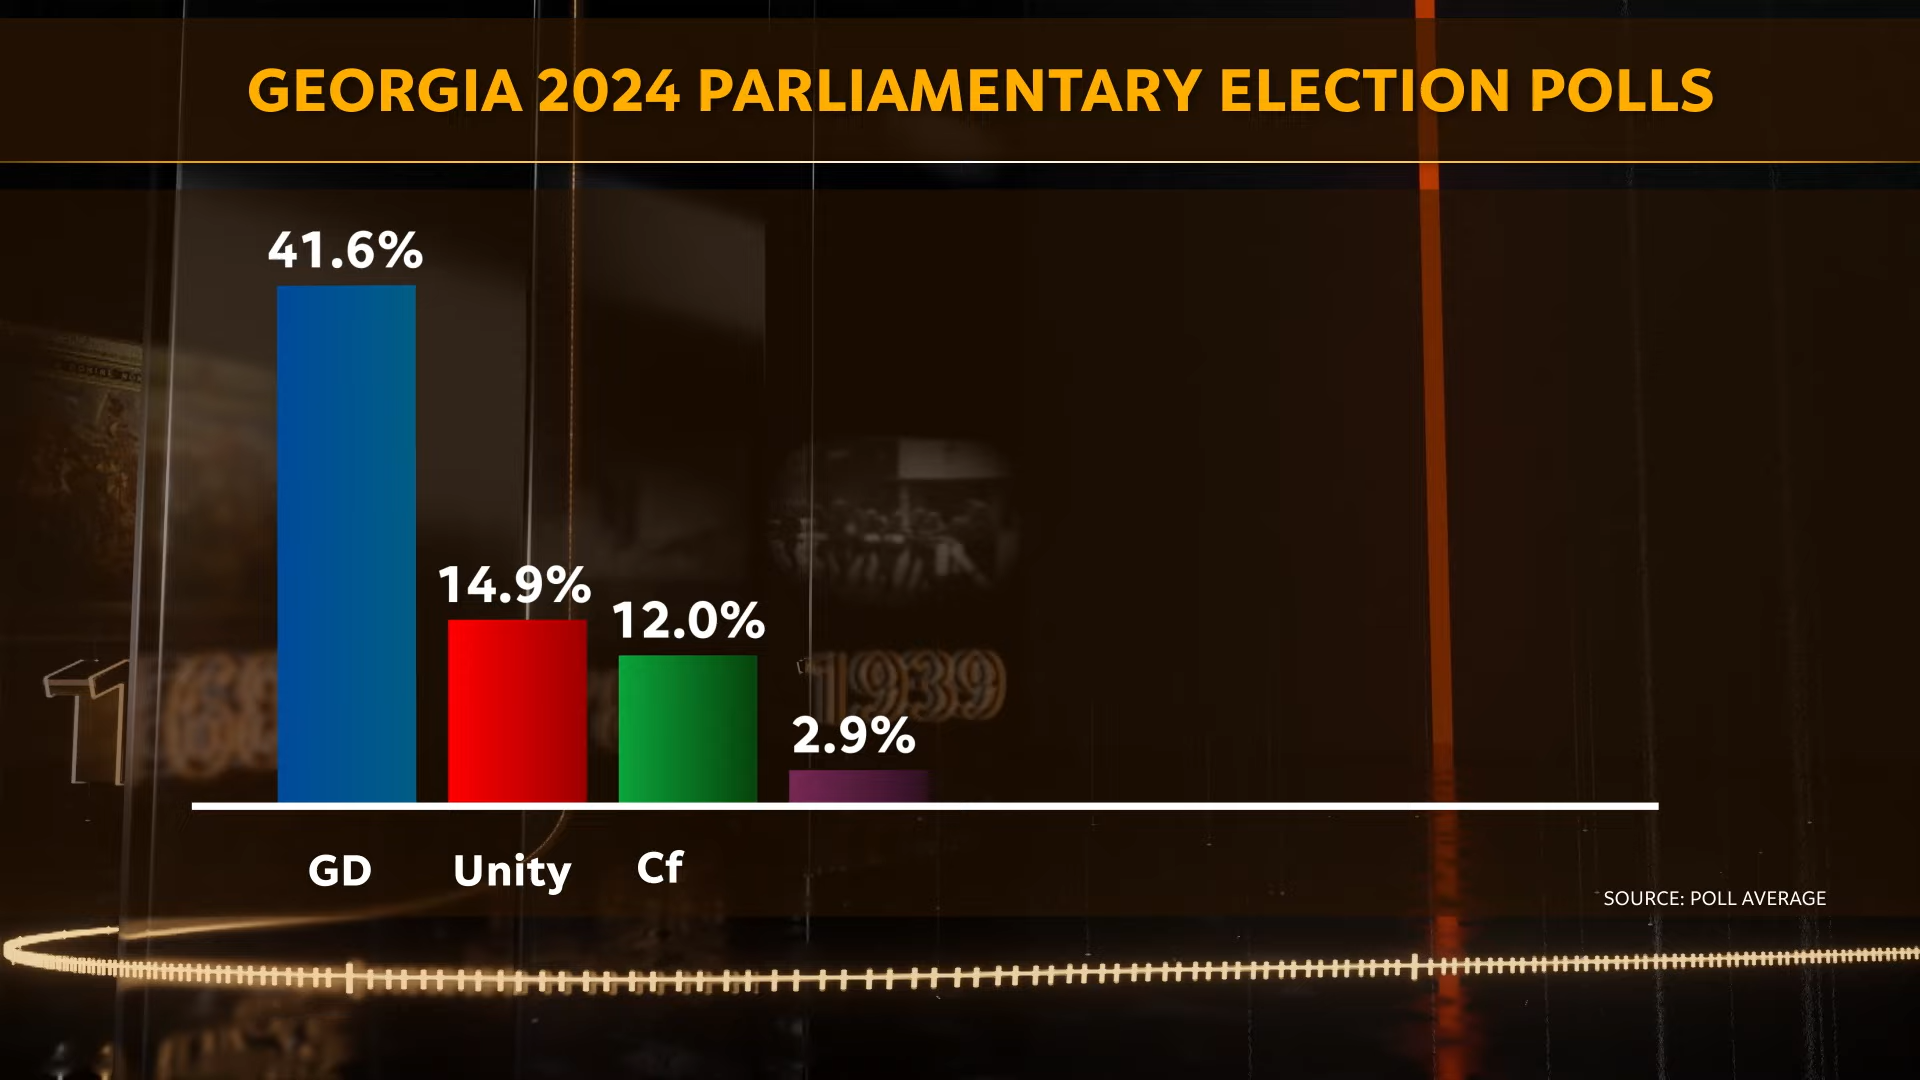 GEORGIA 2024 PARLIAMENTARY ELECTION POLLS
41.6%
14.9%
12.0%
2.9%
1939
GD
Unity
Cf
SOURCE: POLL AVERAGE